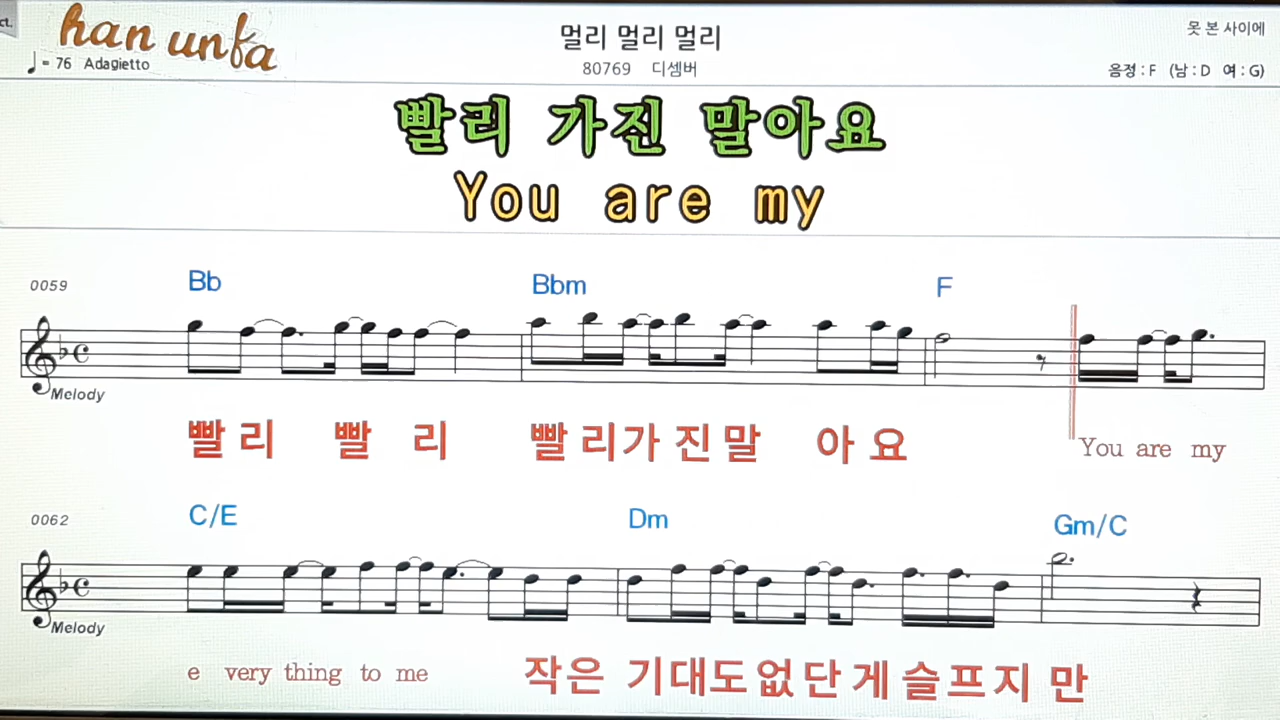 ct.
han unfa
♩= 76 Adagietto
멀리 멀리 멀리
80769 디셈버
못 본 사이에
음정 : F (남 : D 여 : G)
빨리 가진 말아요
You are my
0059
Bb Bbm F
Melody
빨 리 빨 리 빨 리 가 진 말 아 요 You are my
0062
C/E Dm Gm/C
Melody
e very thing to me 작 은 기 대 도 없 단 게 슬 프 지 만